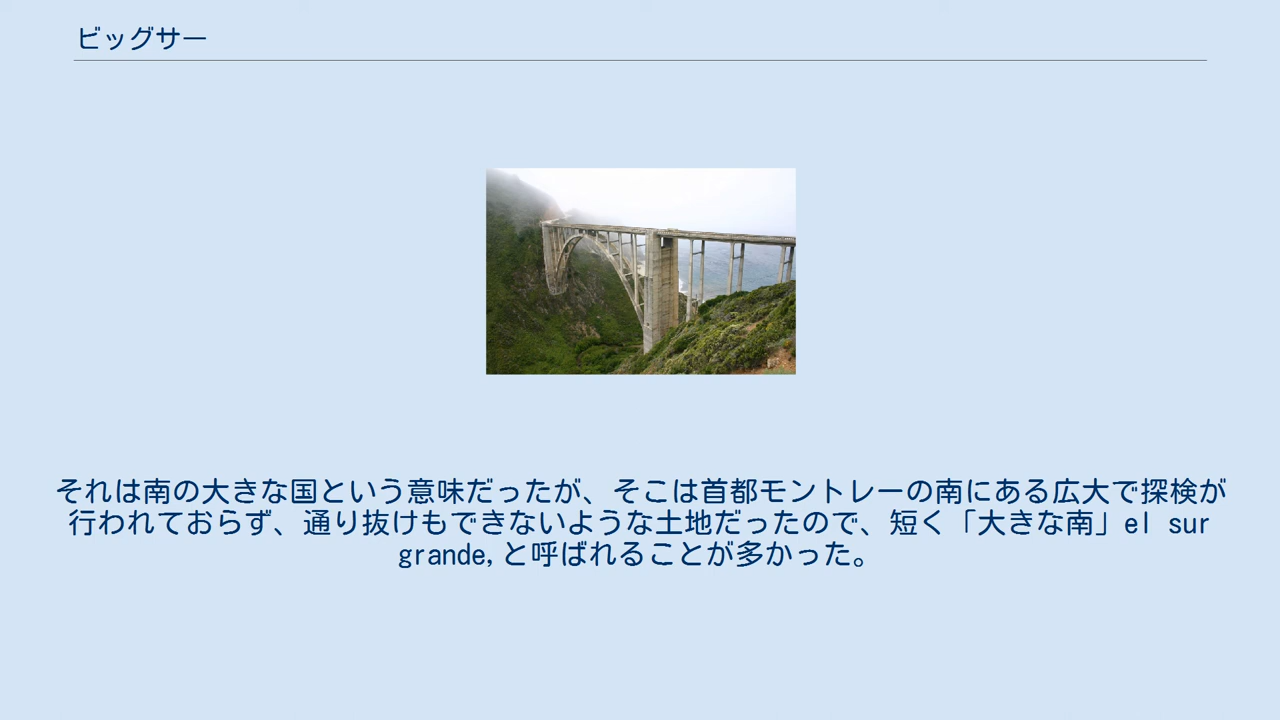 ビッグサー
それは南の大きな国という意味だったが、そこは首都モントレーの南にある広大で探検が
行われておらず、通り抜けもできないような土地だったので、短く「大きな南」el sur
grande,と呼ばれることが多かった。